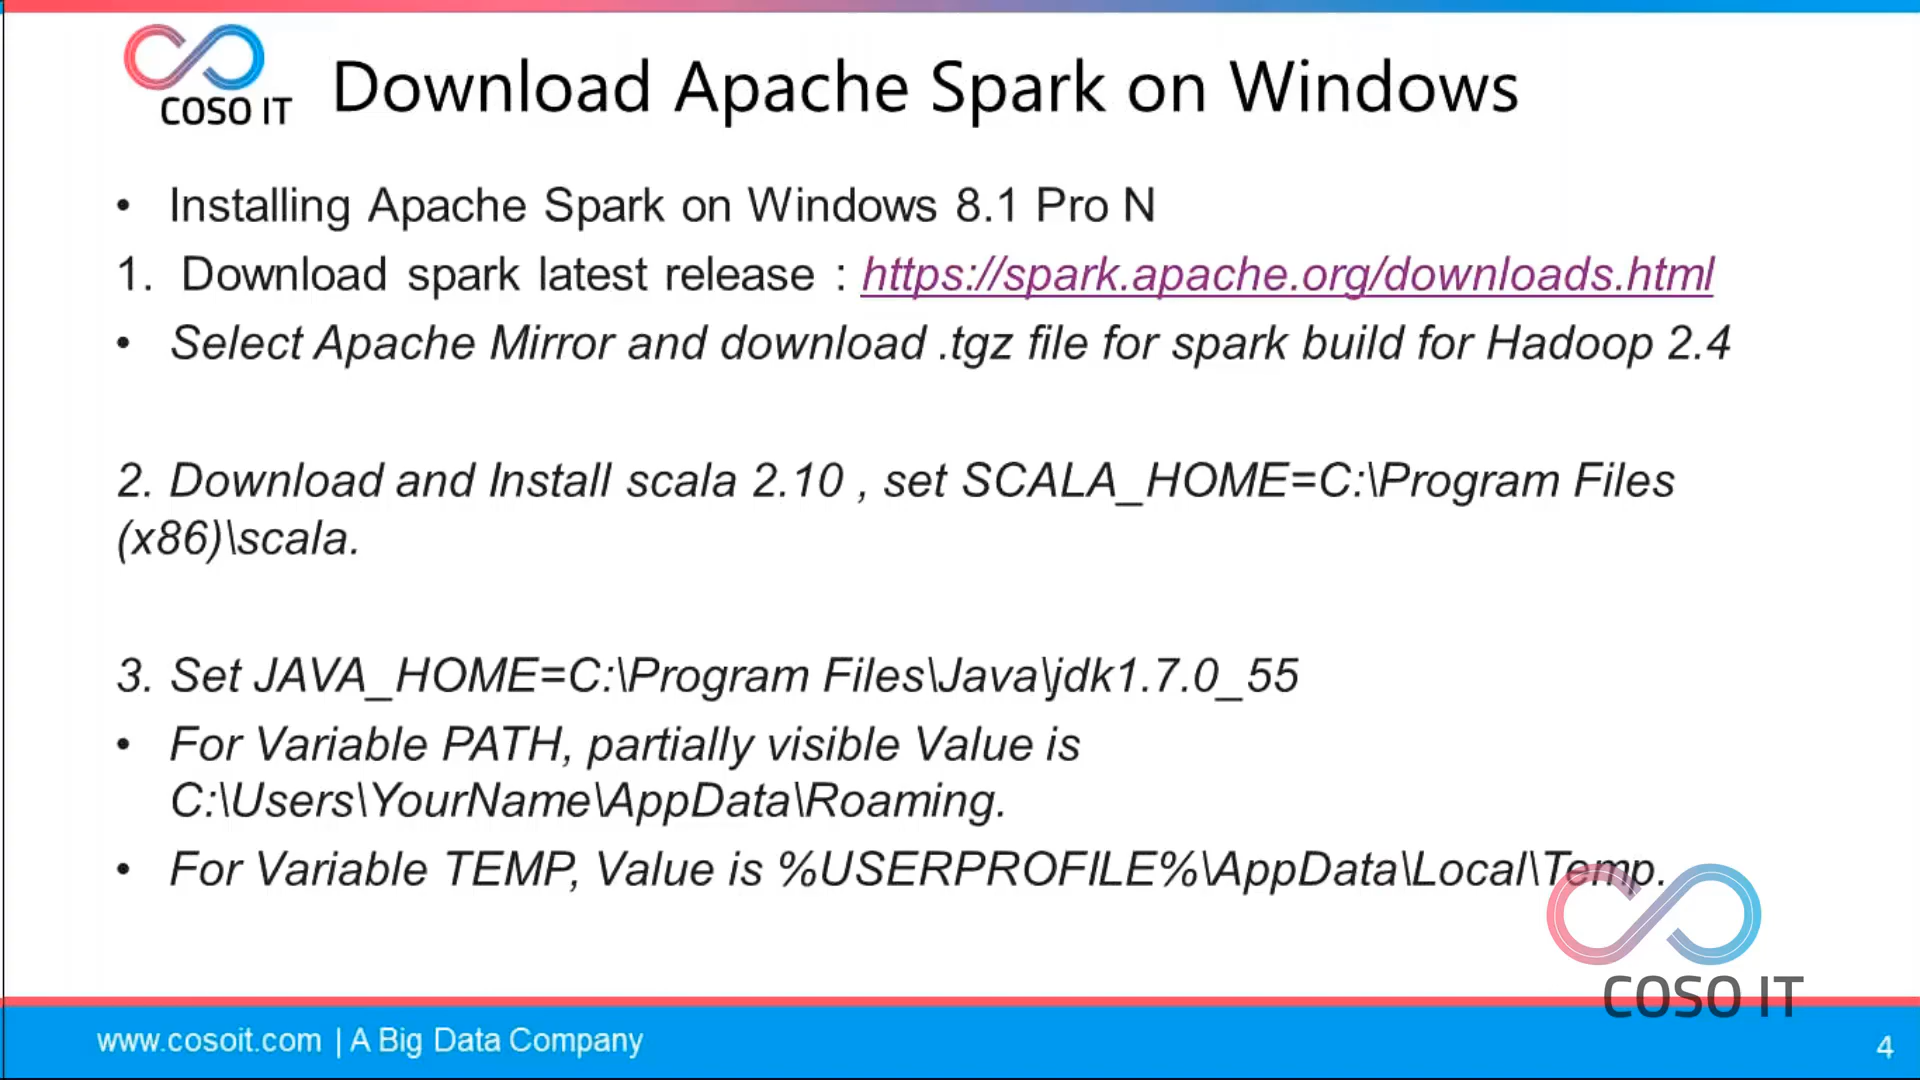 COSO IT
Download Apache Spark on Windows
• Installing Apache Spark on Windows 8.1 Pro N
1. Download spark latest release : https://spark.apache.org/downloads.html
• Select Apache Mirror and download .tgz file for spark build for Hadoop 2.4
2. Download and Install scala 2.10 , set SCALA_HOME=C:\Program Files
(x86)\scala.
3. Set JAVA_HOME=C:\Program Files\Java\jdk1.7.0_55
• For Variable PATH, partially visible Value is
C:\Users\YourName\AppData\Roaming.
• For Variable TEMP, Value is %USERPROFILE%\AppData\Local\Temp.
COSO IT
www.cosoit.com | A Big Data Company
4